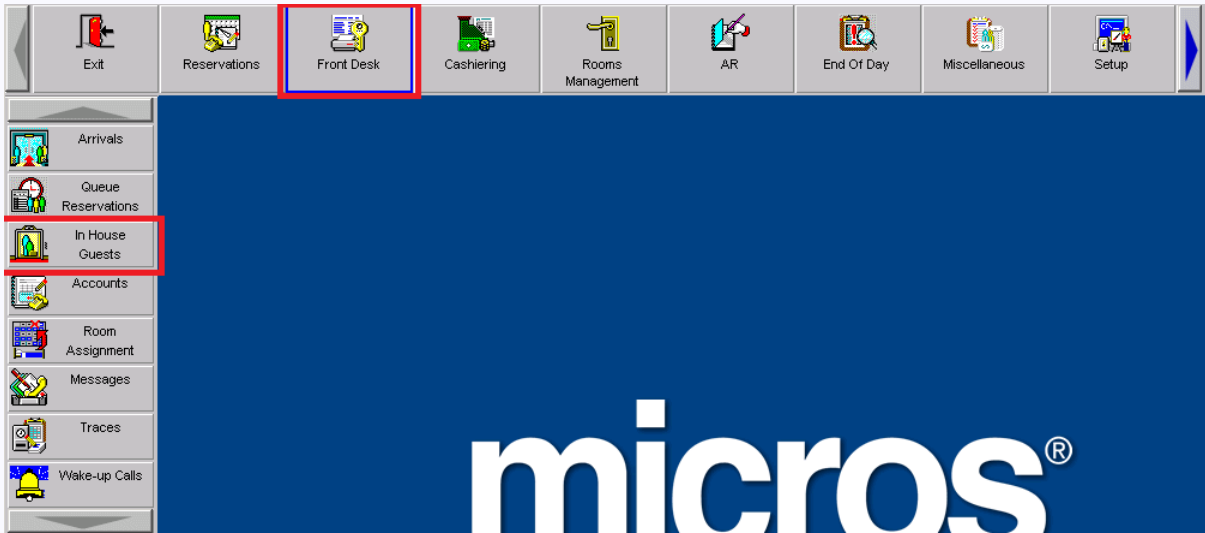 Exit
Reservations
Front Desk
Cashiering
Rooms
Management
AR
End Of Day
Miscellaneous
Setup
Arrivals
Queue
Reservations
In House
Guests
Accounts
Room
Assignment
Messages
Traces
Wake-up Calls
micros®